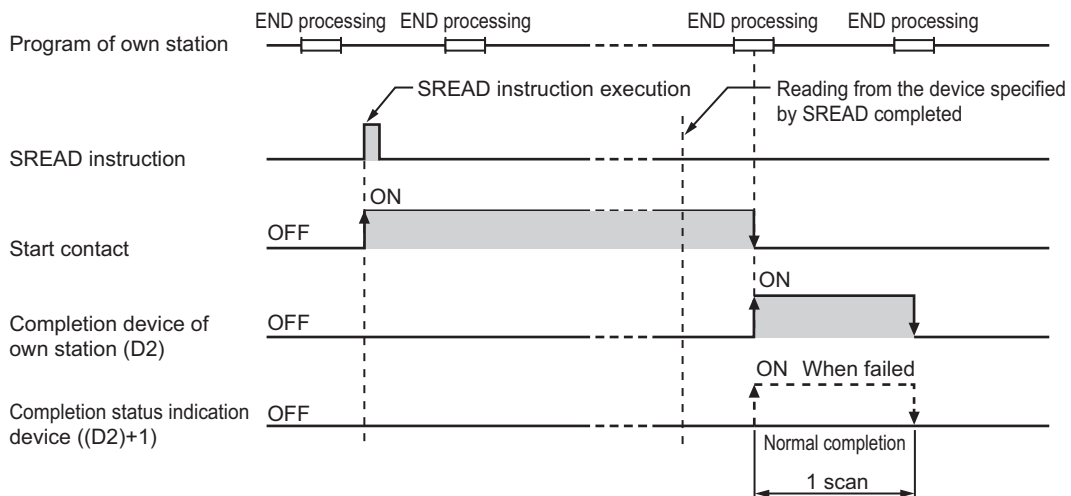 END processing
END processing
END processing
END processing
Program of own station
SREAD instruction execution
Reading from the device specified
by SREAD completed
SREAD instruction
ON
OFF
Start contact
ON
Completion device of
own station (D2)
OFF
ON When failed
Completion status indication
device ((D2)+1)
OFF
Normal completion
1 scan